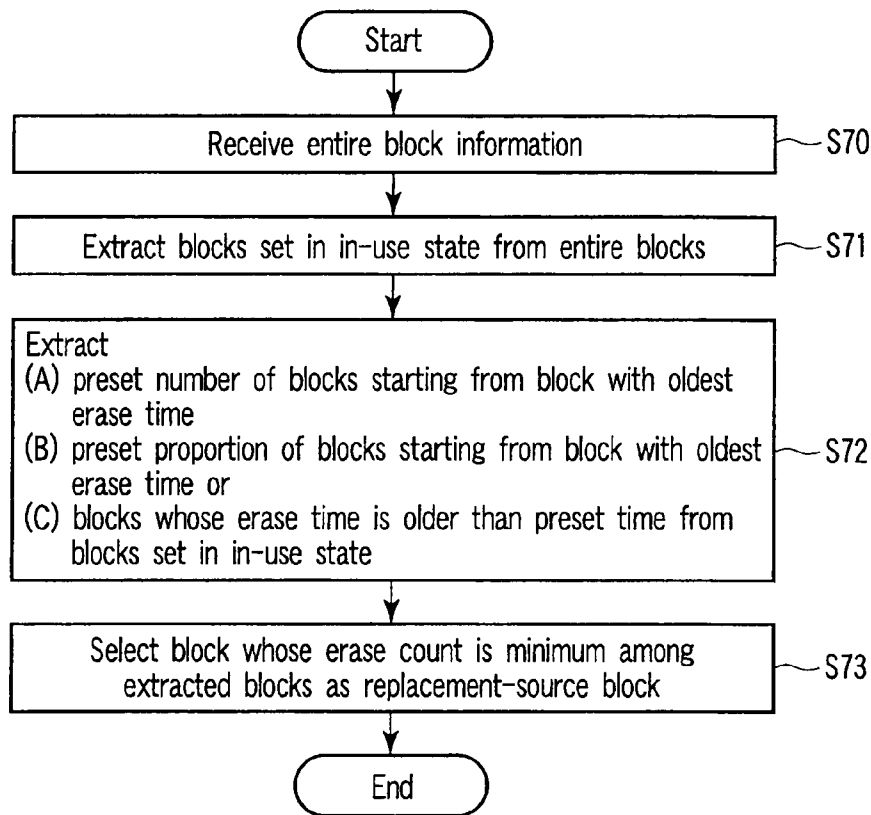 Start
Receive entire block information
S70
Extract blocks set in in-use state from entire blocks
S71
Extract
(A) preset number of blocks starting from block with oldest
erase time
(B) preset proportion of blocks starting from block with oldest
erase time or
(C) blocks whose erase time is older than preset time from
blocks set in in-use state
S72
Select block whose erase count is minimum among
extracted blocks as replacement-source block
S73
End